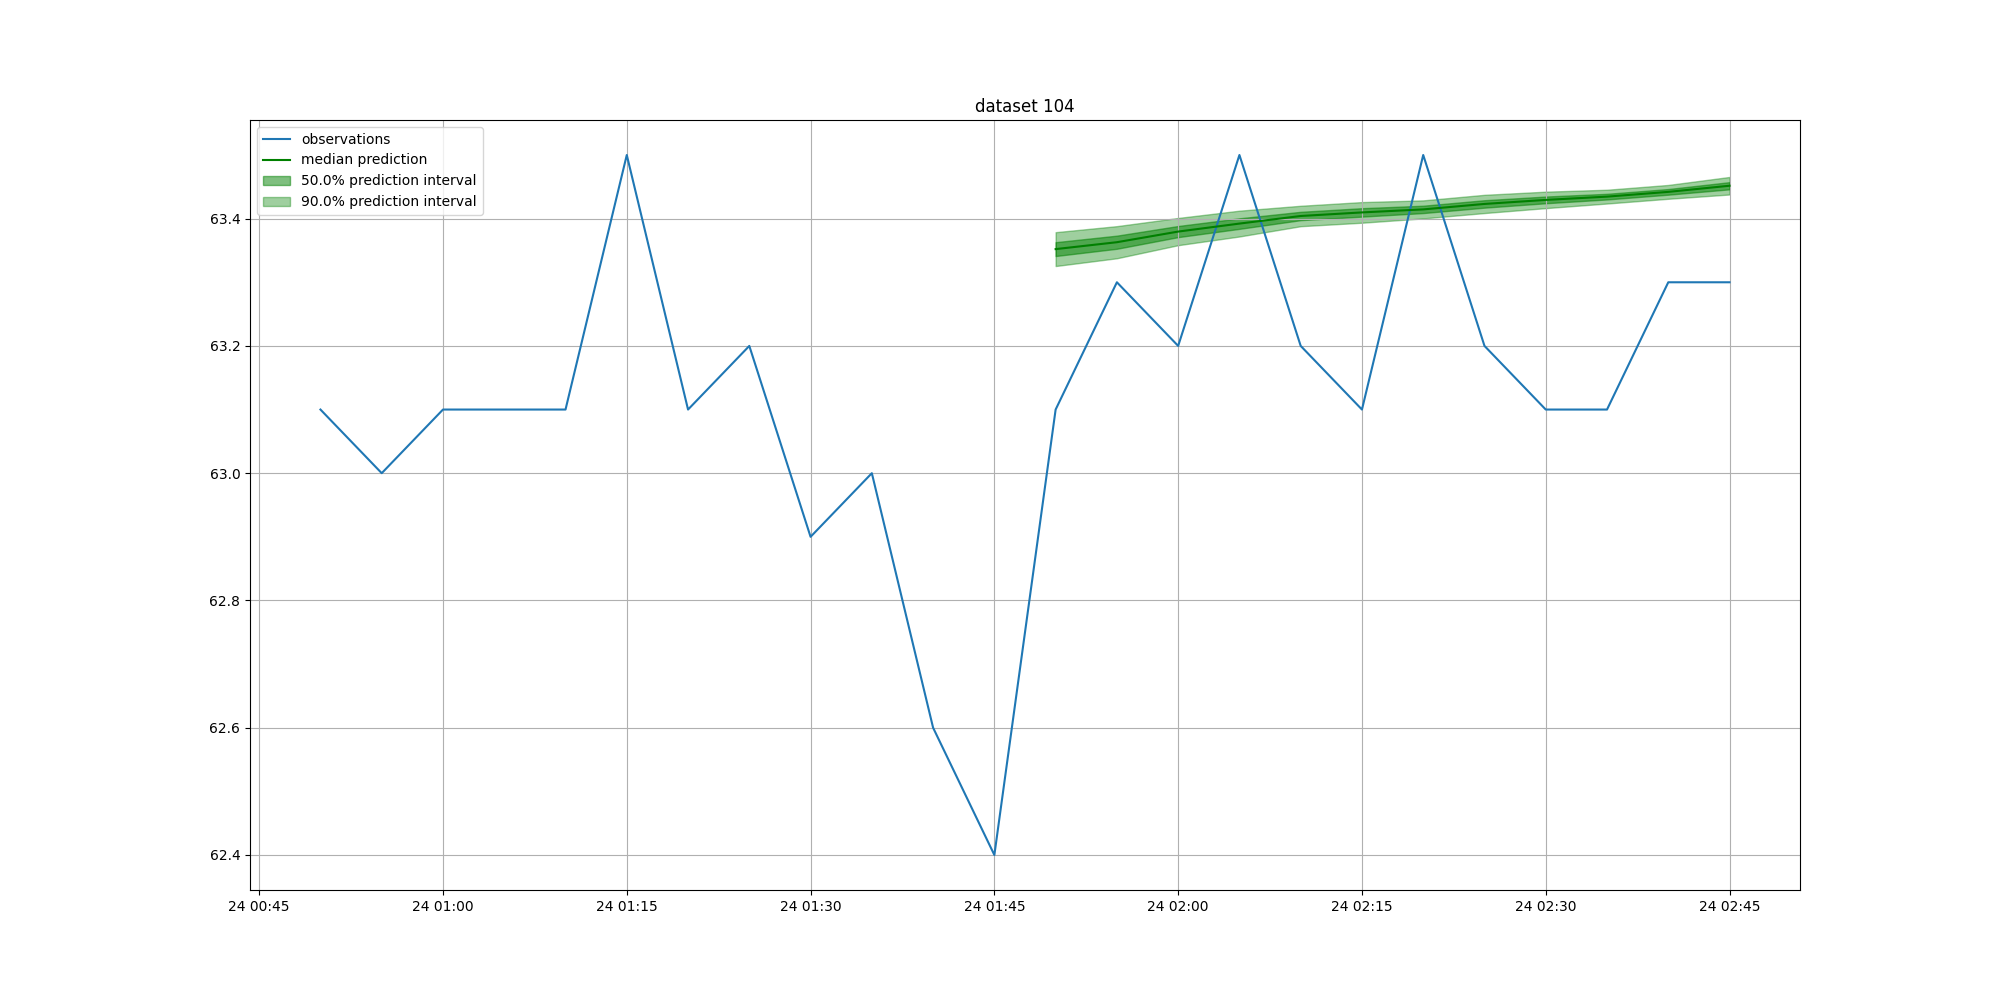 dataset 104
observations
median prediction
50.0% prediction interval
90.0% prediction interval
63.4
63.2
63.0
62.8
62.6
62.4
24 00:45 24 01:00 24 01:15 24 01:30 24 01:45 24 02:00 24 02:15 24 02:30 24 02:45